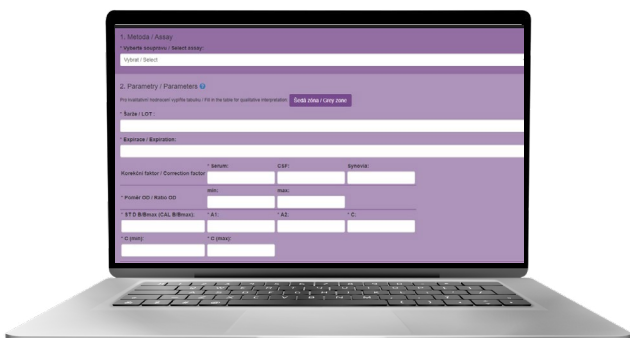 1. Metoda / Assay
* Vyberte soupravu / Select assay:
Vybrat / Select
2. Parametry / Parameters
Pro kvalitativní hodnocení vyplňte tabulku / Fill in the table for qualitative interpretation: Šedá zóna / Grey zone
* Šarže / LOT:
* Expirace / Expiration:
* Serum: CSF: Synovia:
Korekční faktor / Correction factor
min: max:
* Poměr OD / Ratio OD
* ST D B/Bmax (CAL B/Bmax): * A1: * A2: * C:
* C (min): * C (max):